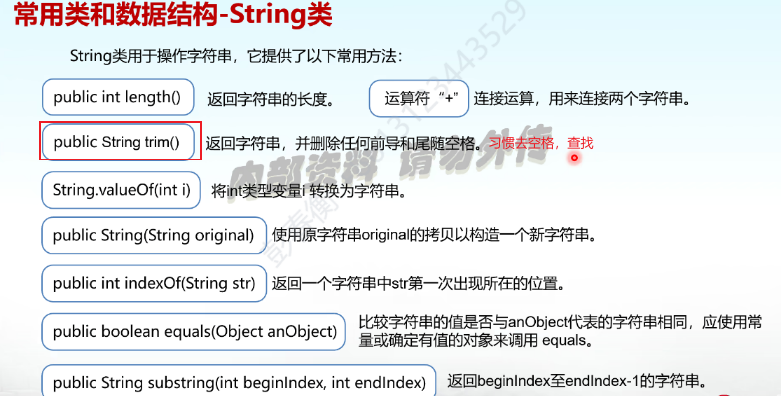 常用类和数据结构-String类
String类用于操作字符串，它提供了以下常用方法：
public int length() 返回字符串的长度。 运算符“+” 连接运算，用来连接两个字符串。
public String trim() 返回字符串，并删除任何前导和尾随空格。习惯去空格，查找
内部资料 请勿外传
String.valueOf(int i) 将int类型变量i 转换为字符串。
public String(String original) 使用原字符串original的拷贝以构造一个新字符串。
public int indexOf(String str) 返回一个字符串中str第一次出现所在的位置。
public boolean equals(Object anObject) 比较字符串的值是否与anObject代表的字符串相同，应使用常
量或确定有值的对象来调用 equals。
public String substring(int beginIndex, int endIndex) 返回beginIndex至endIndex-1的字符串。